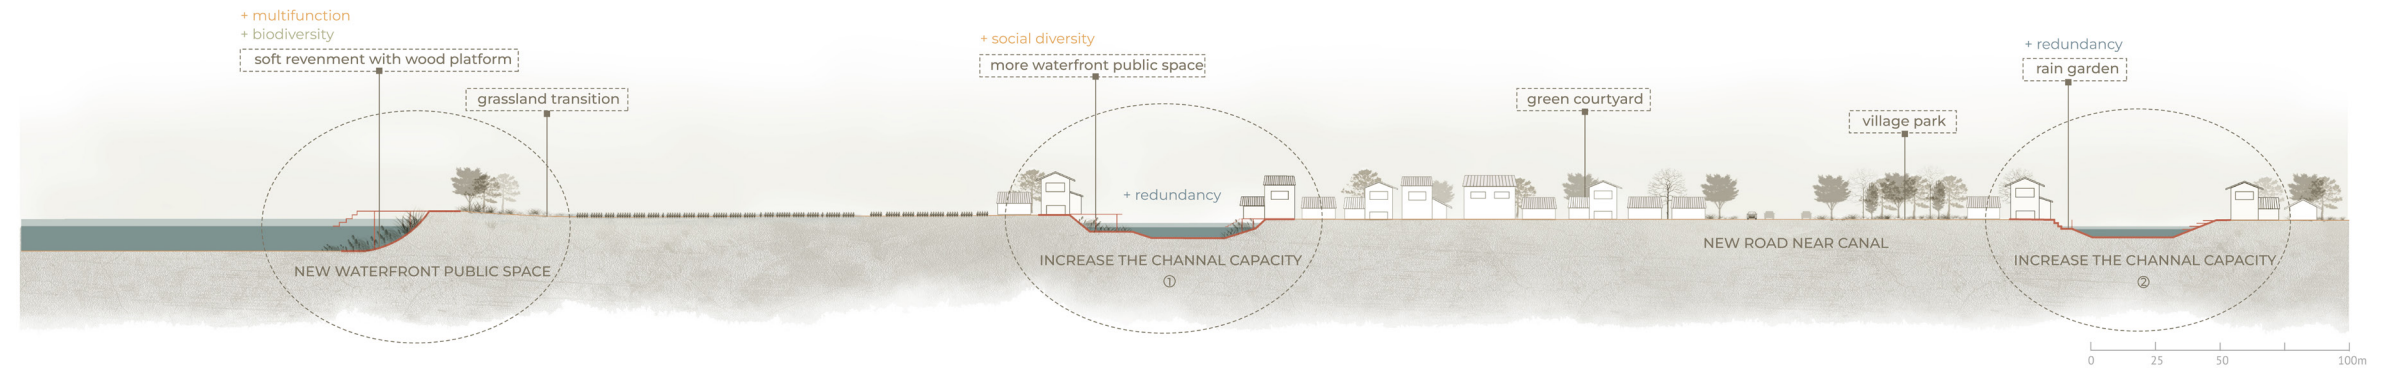 + multifunction
+ biodiversity
soft revenment with wood platform
grassland transition
NEW WATERFRONT PUBLIC SPACE
+ social diversity
more waterfront public space
+ redundancy
INCREASE THE CHANNAL CAPACITY
①
green courtyard
village park
NEW ROAD NEAR CANAL
+ redundancy
rain garden
INCREASE THE CHANNAL CAPACITY
②
0 25 50 100m